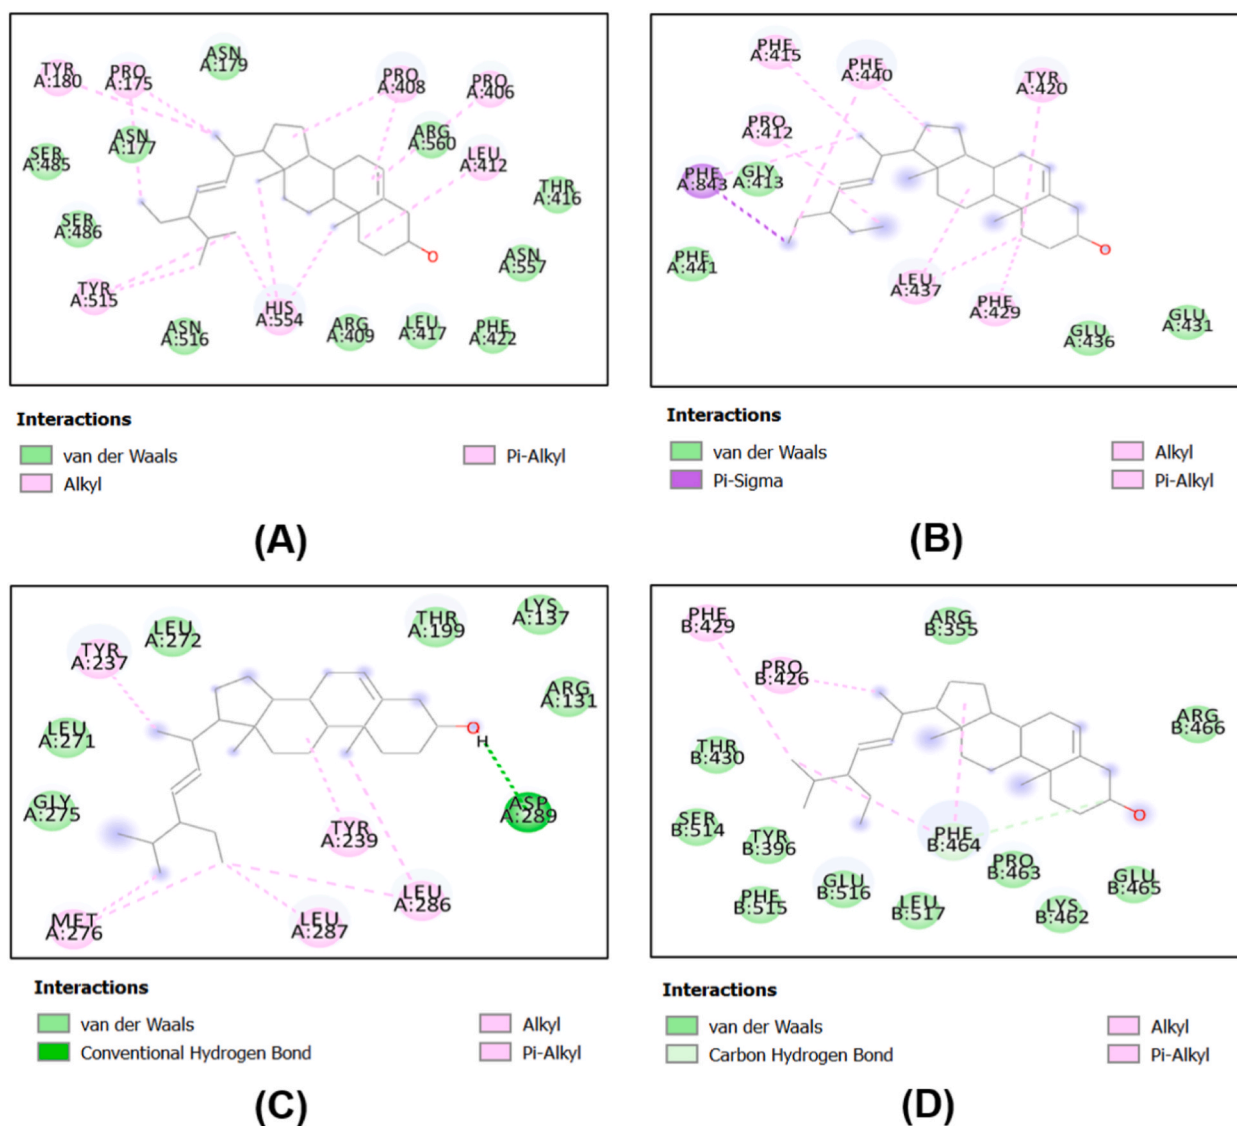 ASN
A:179
TYR
A:180
PRO
A:175
PRO
A:408
PRO
A:406
ASN
A:177
ARG
A:560
SER
A:485
LEU
A:412
THR
A:416
SER
A:486
ASN
A:557
TYR
A:515
HIS
A:554
ASN
A:516
ARG
A:409
LEU
A:417
PHE
A:422
O
Interactions
van der Waals
Alkyl
Pi-Alkyl
(A)
PHE
A:415
PHE
A:440
TYR
A:420
PRO
A:412
PHE
A:843
GLY
A:413
PHE
A:441
LEU
A:437
PHE
A:429
GLU
A:436
GLU
A:431
O
Interactions
van der Waals
Pi-Sigma
Alkyl
Pi-Alkyl
(B)
TYR
A:237
LEU
A:272
THR
A:199
LYS
A:137
ARG
A:131
LEU
A:271
GLY
A:275
O
H
ASP
A:289
TYR
A:239
LEU
A:286
MET
A:276
LEU
A:287
Interactions
van der Waals
Conventional Hydrogen Bond
Alkyl
Pi-Alkyl
(C)
PHE
B:429
ARG
B:355
PRO
B:426
ARG
B:466
THR
B:430
SER
B:514
TYR
B:396
PHE
B:464
PRO
B:463
GLU
B:465
PHE
B:515
GLU
B:516
LEU
B:517
LYS
B:462
O
Interactions
van der Waals
Carbon Hydrogen Bond
Alkyl
Pi-Alkyl
(D)